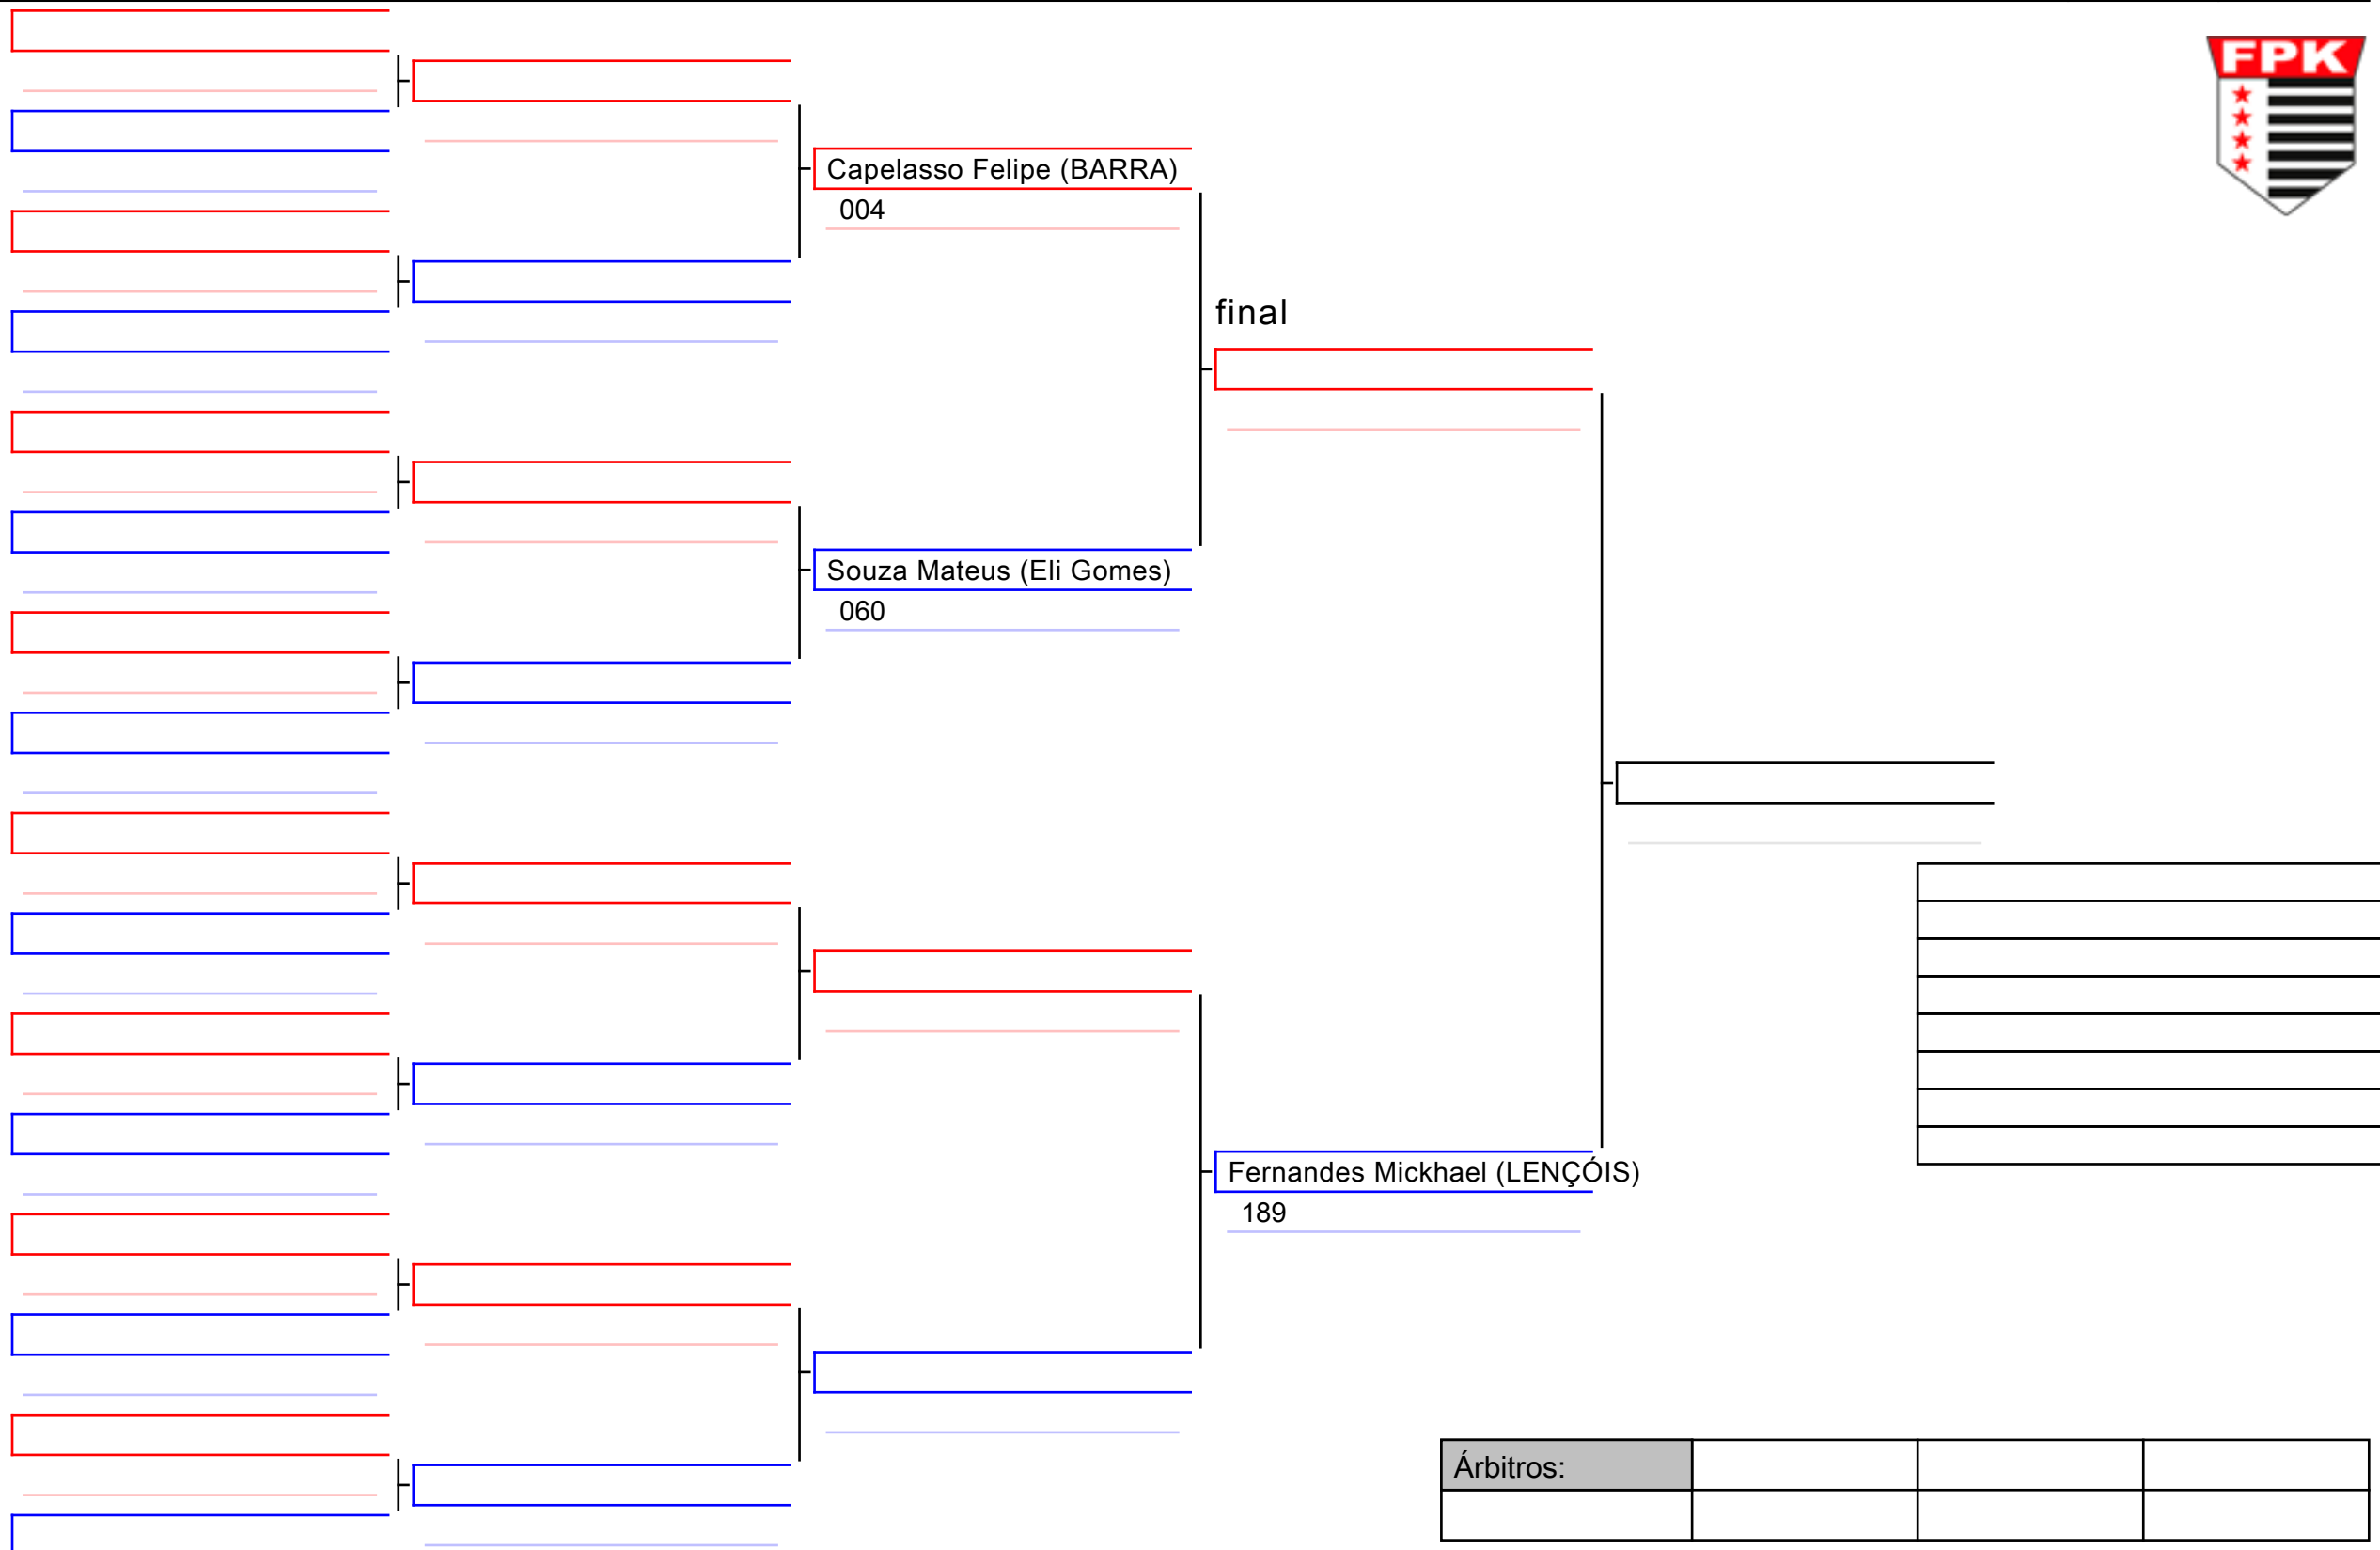 FPK
Capelasso Felipe (BARRA)
004
final
Souza Mateus (Eli Gomes)
060
Fernandes Mickhael (LENÇÓIS)
189
Árbitros: